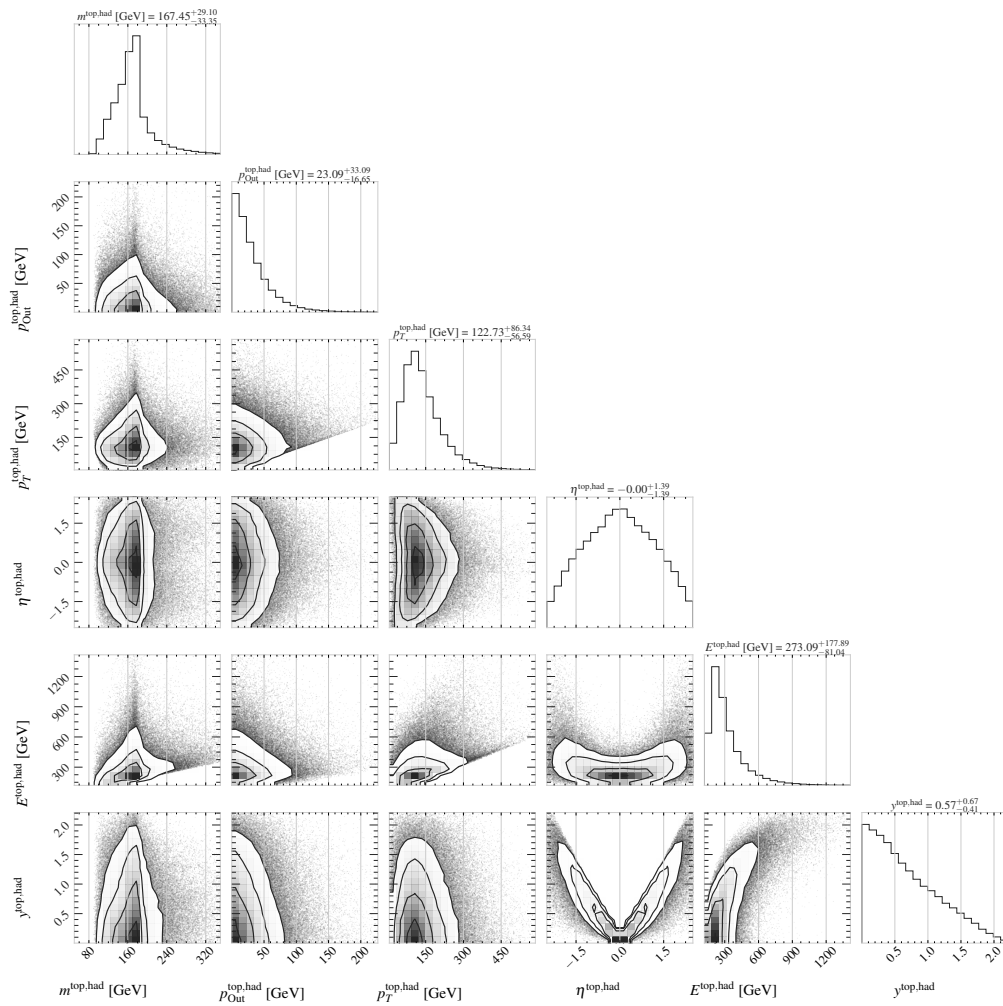 m^top,had [GeV] = 167.45 +29.10 −33.35
p_Out^top,had [GeV] = 23.09 +33.09 −16.65
200
150
100
50
p_Out^top,had [GeV]
p_T^top,had [GeV] = 122.73 +86.34 −56.59
450
300
150
p_T^top,had [GeV]
η^top,had = −0.00 +1.39 −1.39
1.5
0.0
−1.5
η^top,had
E^top,had [GeV] = 273.09 +177.89 −81.04
1200
900
600
300
E^top,had [GeV]
y^top,had = 0.57 +0.67 −0.41
2.0
1.5
1.0
0.5
y^top,had
80 160 240 320 50 100 150 200 150 300 450 −1.5 0.0 1.5 300 600 900 1200 0.5 1.0 1.5 2.0
m^top,had [GeV] p_Out^top,had [GeV] p_T^top,had [GeV] η^top,had E^top,had [GeV] y^top,had